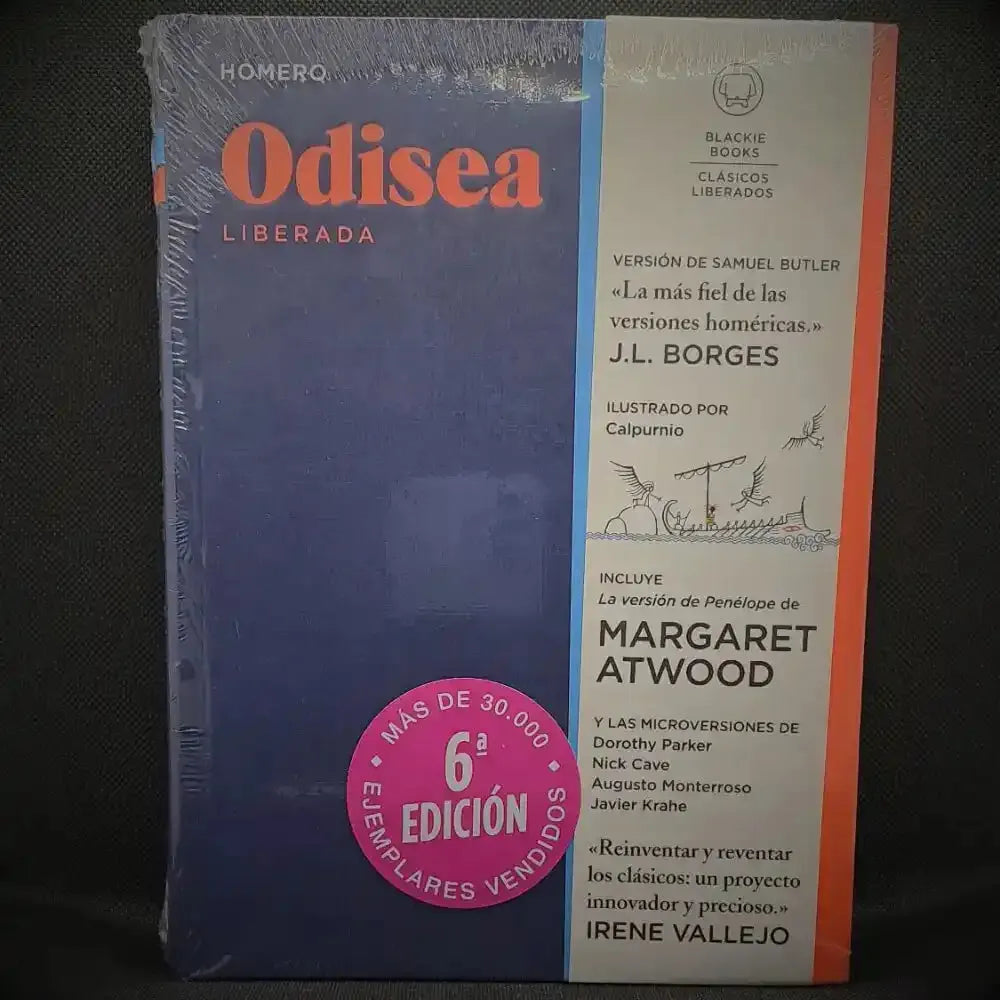 HOMERO
Odisea
LIBERADA
BLACKIE
BOOKS
CLÁSICOS
LIBERADOS
VERSIÓN DE SAMUEL BUTLER
«La más fiel de las
versiones homéricas.»
J.L. BORGES
ILUSTRADO POR
Calpurnio
INCLUYE
La versión de Penélope de
MARGARET
ATWOOD
Y LAS MICROVERSIONES DE
Dorothy Parker
Nick Cave
Augusto Monterroso
Javier Krahe
«Reinventar y reventar
los clásicos: un proyecto
innovador y precioso.»
IRENE VALLEJO
MÁS DE 30.000
6ª
EDICIÓN
EJEMPLARES VENDIDOS